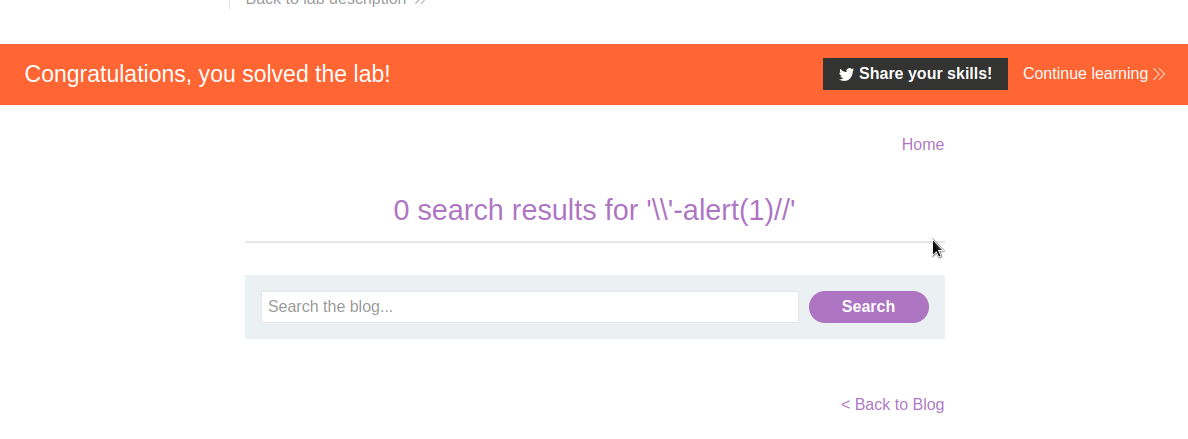 Back to lab description
Congratulations, you solved the lab!
Share your skills!
Continue learning
Home
0 search results for '\\'-alert(1)//'
Search the blog...
Search
< Back to Blog